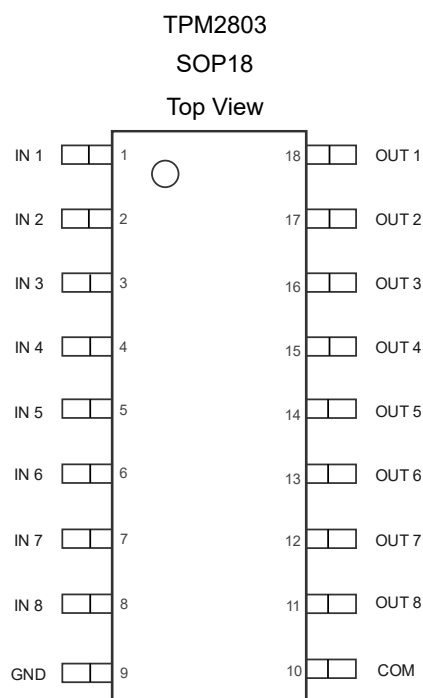 TPM2803
SOP18
Top View
IN 1 1 18 OUT 1
IN 2 2 17 OUT 2
IN 3 3 16 OUT 3
IN 4 4 15 OUT 4
IN 5 5 14 OUT 5
IN 6 6 13 OUT 6
IN 7 7 12 OUT 7
IN 8 8 11 OUT 8
GND 9 10 COM